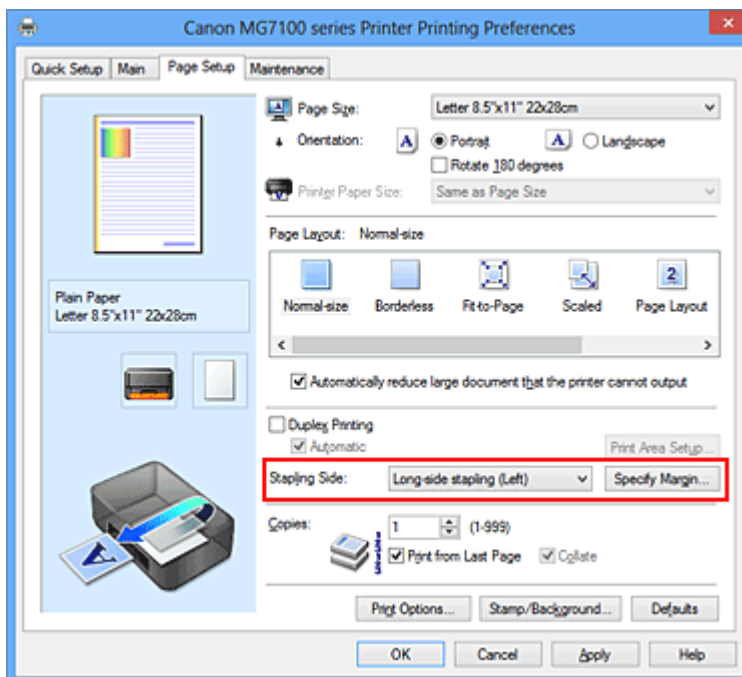 Canon MG7100 series Printer Printing Preferences
Quick Setup Main Page Setup Maintenance
Page Size: Letter 8.5"x11" 22x28cm
Orientation: A Portrait A Landscape
Rotate 180 degrees
Printer Paper Size: Same as Page Size
Page Layout: Normal-size
2
Normal-size Borderless Fit-to-Page Scaled Page Layout
Plain Paper
Letter 8.5"x11" 22x28cm
Automatically reduce large document that the printer cannot output
Duplex Printing
Automatic Print Area Setup...
Stapling Side: Long-side stapling (Left) Specify Margin...
Copies: 1 (1-999)
Print from Last Page Collate
A
Print Options... Stamp/Background... Defaults
OK Cancel Apply Help